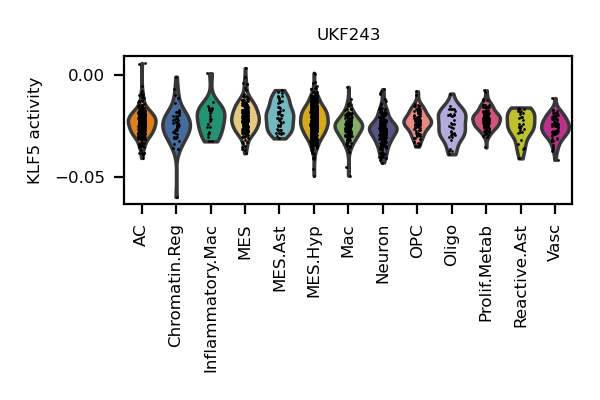 UKF243
KLF5 activity
0.00
−0.05
AC
Chromatin.Reg
Inflammatory.Mac
MES
MES.Ast
MES.Hyp
Mac
Neuron
OPC
Oligo
Prolif.Metab
Reactive.Ast
Vasc